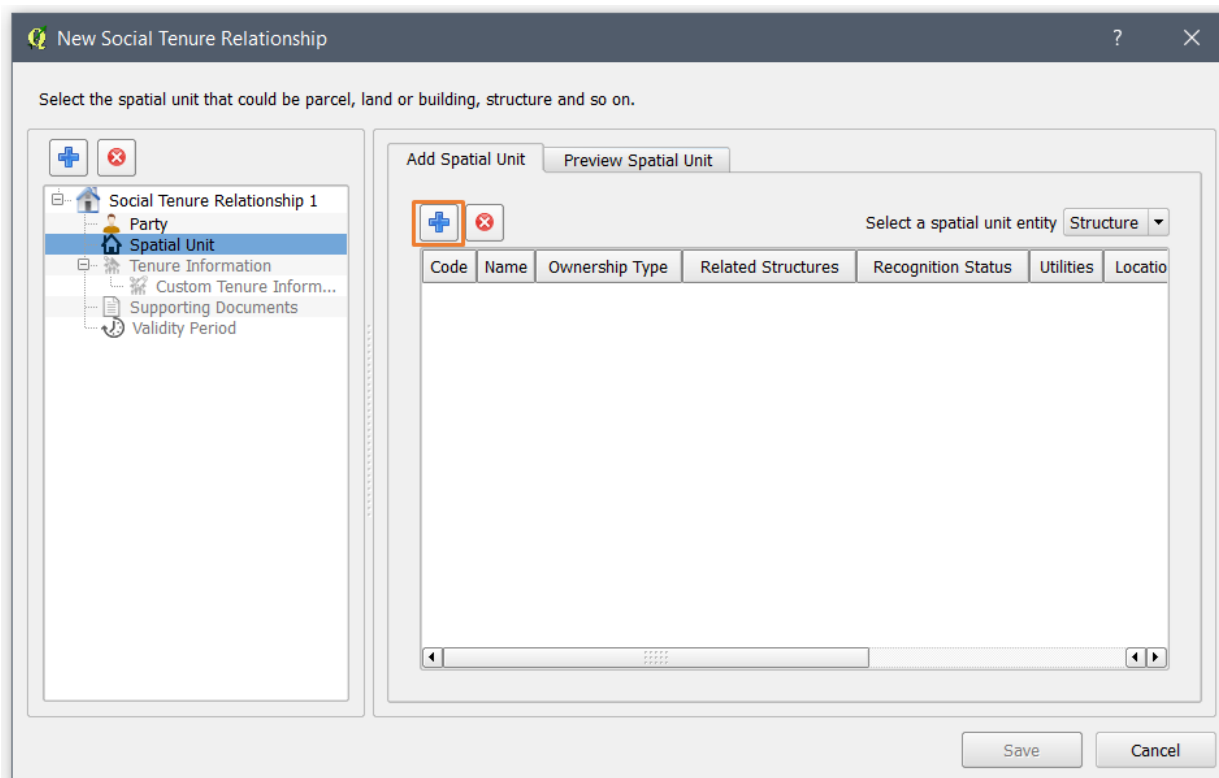 New Social Tenure Relationship
Select the spatial unit that could be parcel, land or building, structure and so on.
Social Tenure Relationship 1
Party
Spatial Unit
Tenure Information
Custom Tenure Inform...
Supporting Documents
Validity Period
Add Spatial Unit Preview Spatial Unit
Select a spatial unit entity Structure
Code Name Ownership Type Related Structures Recognition Status Utilities Locatio
Save Cancel